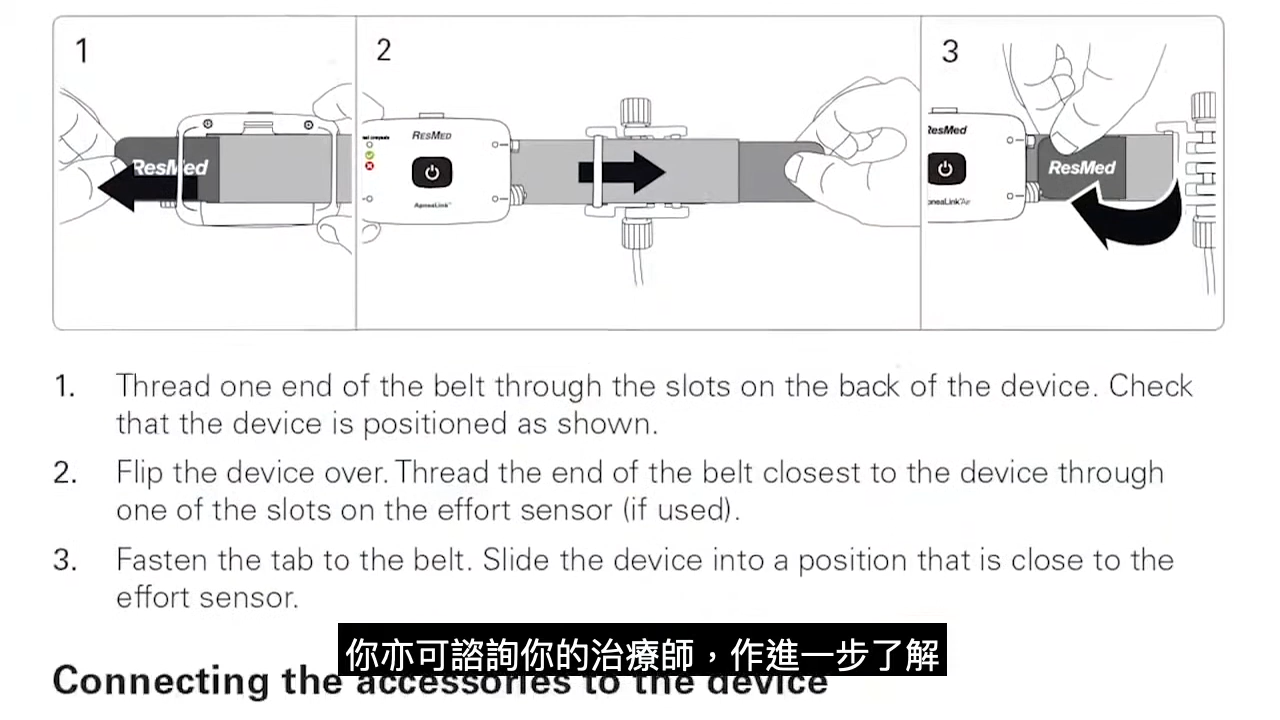 1
2
3
ResMed
RESMED
ApneaLink™
ResMed
ApneaLink™Air
ResMed
1. Thread one end of the belt through the slots on the back of the device. Check
that the device is positioned as shown.
2. Flip the device over. Thread the end of the belt closest to the device through
one of the slots on the effort sensor (if used).
3. Fasten the tab to the belt. Slide the device into a position that is close to the
effort sensor.
你亦可諮詢你的治療師，作進一步了解
Connecting the accessories to the device